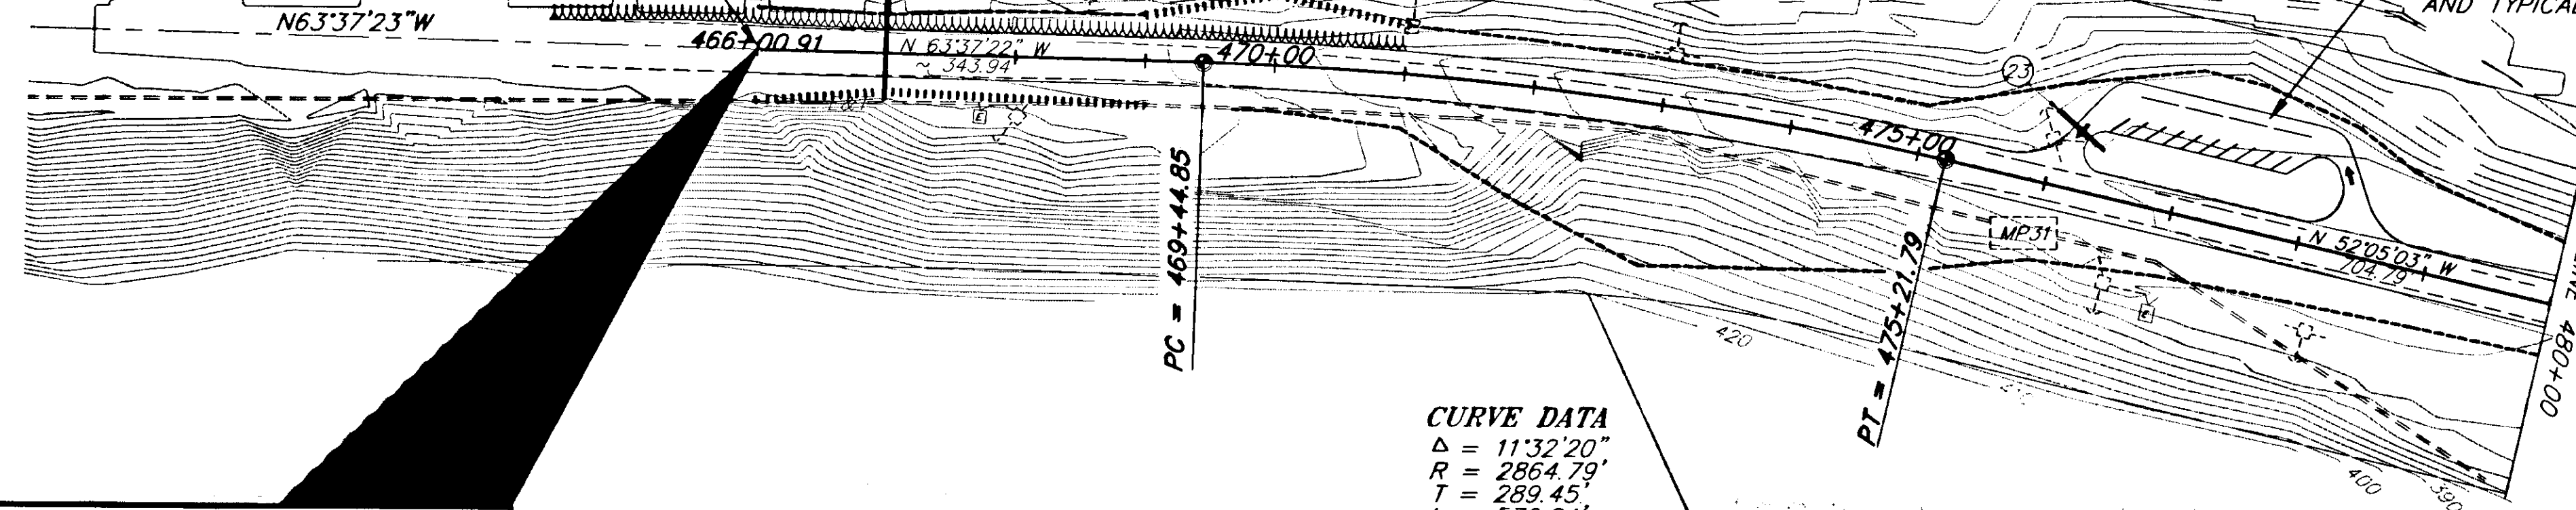 AND TYPICAL
N63°37'23"W
466+00.91
N 63°37'22" W
~ 343.94
470+00
23
475+00
PC = 469+44.85
E
MP31
N 52°05'03" W
704.79'
PT = 475+21.79
E
480+00
420
400
390
CURVE DATA
Δ = 11°32'20"
R = 2864.79'
T = 289.45'